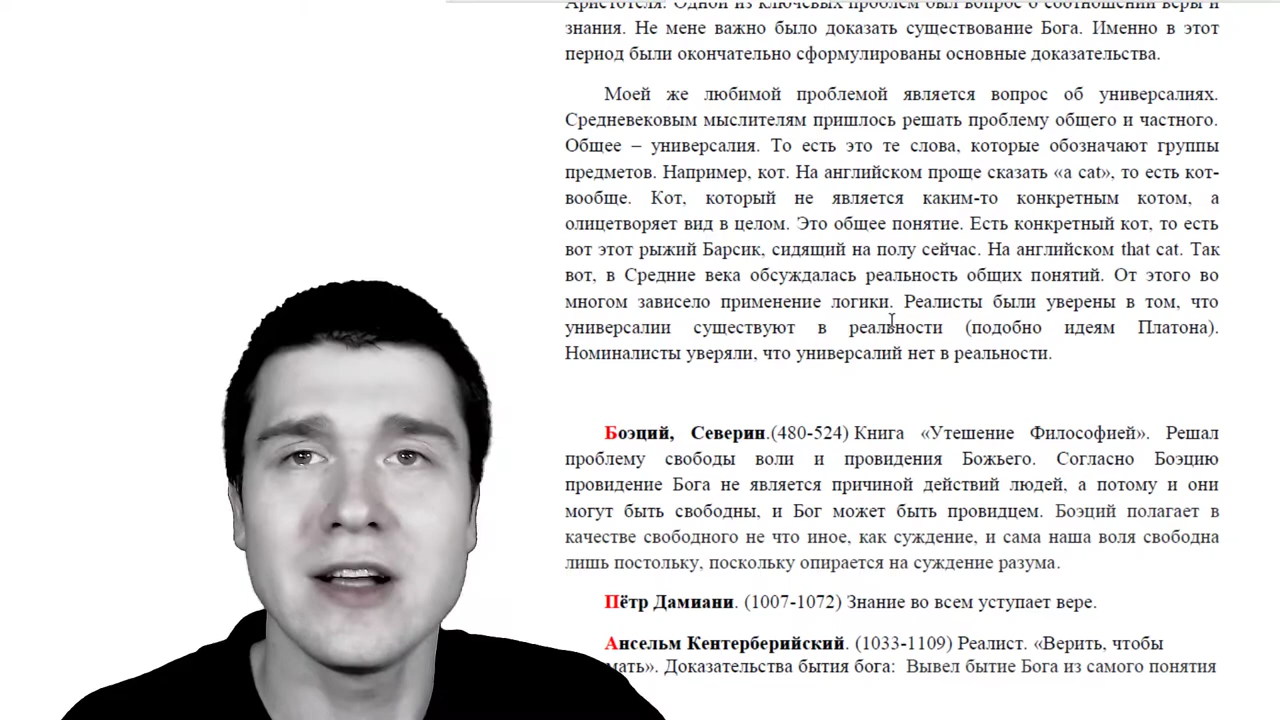 Аристотеля. Одной из ключевых проблем был вопрос о соотношении веры и
знания. Не мене важно было доказать существование Бога. Именно в этот
период были окончательно сформулированы основные доказательства.
Моей же любимой проблемой является вопрос об универсалиях.
Средневековым мыслителям пришлось решать проблему общего и частного.
Общее – универсалия. То есть это те слова, которые обозначают группы
предметов. Например, кот. На английском проще сказать «a cat», то есть кот-
вообще. Кот, который не является каким-то конкретным котом, а
олицетворяет вид в целом. Это общее понятие. Есть конкретный кот, то есть
вот этот рыжий Барсик, сидящий на полу сейчас. На английском that cat. Так
вот, в Средние века обсуждалась реальность общих понятий. От этого во
многом зависело применение логики. Реалисты были уверены в том, что
универсалии существуют в реальности (подобно идеям Платона).
Номиналисты уверяли, что универсалий нет в реальности.
Боэций, Северин.(480-524) Книга «Утешение Философией». Решал
проблему свободы воли и провидения Божьего. Согласно Боэцию
провидение Бога не является причиной действий людей, а потому и они
могут быть свободны, и Бог может быть провидцем. Боэций полагает в
качестве свободного не что иное, как суждение, и сама наша воля свободна
лишь постольку, поскольку опирается на суждение разума.
Пётр Дамиани. (1007-1072) Знание во всем уступает вере.
Ансельм Кентерберийский. (1033-1109) Реалист. «Верить, чтобы
Доказательства бытия бога: Вывел бытие Бога из самого понятия